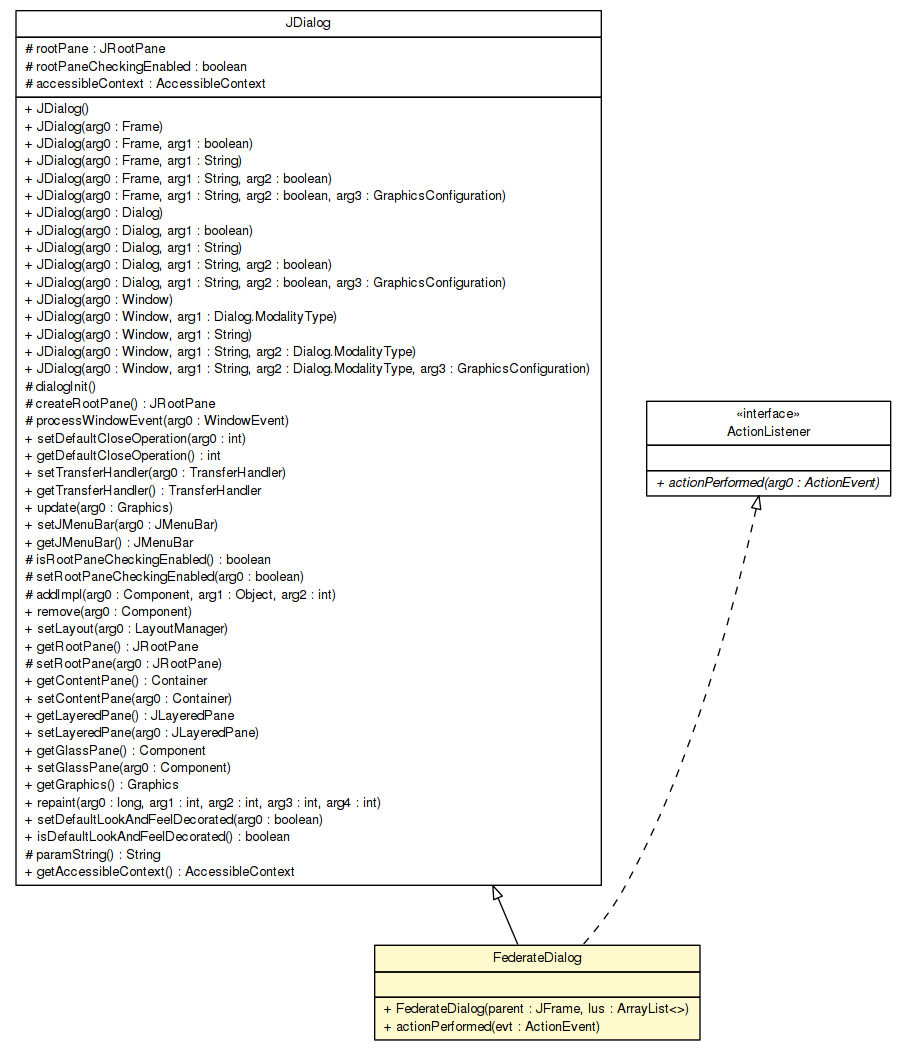 JDialog
# rootPane : JRootPane
# rootPaneCheckingEnabled : boolean
# accessibleContext : AccessibleContext
+ JDialog()
+ JDialog(arg0 : Frame)
+ JDialog(arg0 : Frame, arg1 : boolean)
+ JDialog(arg0 : Frame, arg1 : String)
+ JDialog(arg0 : Frame, arg1 : String, arg2 : boolean)
+ JDialog(arg0 : Frame, arg1 : String, arg2 : boolean, arg3 : GraphicsConfiguration)
+ JDialog(arg0 : Dialog)
+ JDialog(arg0 : Dialog, arg1 : boolean)
+ JDialog(arg0 : Dialog, arg1 : String)
+ JDialog(arg0 : Dialog, arg1 : String, arg2 : boolean)
+ JDialog(arg0 : Dialog, arg1 : String, arg2 : boolean, arg3 : GraphicsConfiguration)
+ JDialog(arg0 : Window)
+ JDialog(arg0 : Window, arg1 : Dialog.ModalityType)
+ JDialog(arg0 : Window, arg1 : String)
+ JDialog(arg0 : Window, arg1 : String, arg2 : Dialog.ModalityType)
+ JDialog(arg0 : Window, arg1 : String, arg2 : Dialog.ModalityType, arg3 : GraphicsConfiguration)
# dialogInit()
# createRootPane() : JRootPane
# processWindowEvent(arg0 : WindowEvent)
+ setDefaultCloseOperation(arg0 : int)
+ getDefaultCloseOperation() : int
+ setTransferHandler(arg0 : TransferHandler)
+ getTransferHandler() : TransferHandler
+ update(arg0 : Graphics)
+ setJMenuBar(arg0 : JMenuBar)
+ getJMenuBar() : JMenuBar
# isRootPaneCheckingEnabled() : boolean
# setRootPaneCheckingEnabled(arg0 : boolean)
# addImpl(arg0 : Component, arg1 : Object, arg2 : int)
+ remove(arg0 : Component)
+ setLayout(arg0 : LayoutManager)
+ getRootPane() : JRootPane
# setRootPane(arg0 : JRootPane)
+ getContentPane() : Container
+ setContentPane(arg0 : Container)
+ getLayeredPane() : JLayeredPane
+ setLayeredPane(arg0 : JLayeredPane)
+ getGlassPane() : Component
+ setGlassPane(arg0 : Component)
+ getGraphics() : Graphics
+ repaint(arg0 : long, arg1 : int, arg2 : int, arg3 : int, arg4 : int)
+ setDefaultLookAndFeelDecorated(arg0 : boolean)
+ isDefaultLookAndFeelDecorated() : boolean
# paramString() : String
+ getAccessibleContext() : AccessibleContext
«interface»
ActionListener
+ actionPerformed(arg0 : ActionEvent)
FederateDialog
+ FederateDialog(parent : JFrame, lus : ArrayList<>)
+ actionPerformed(evt : ActionEvent)